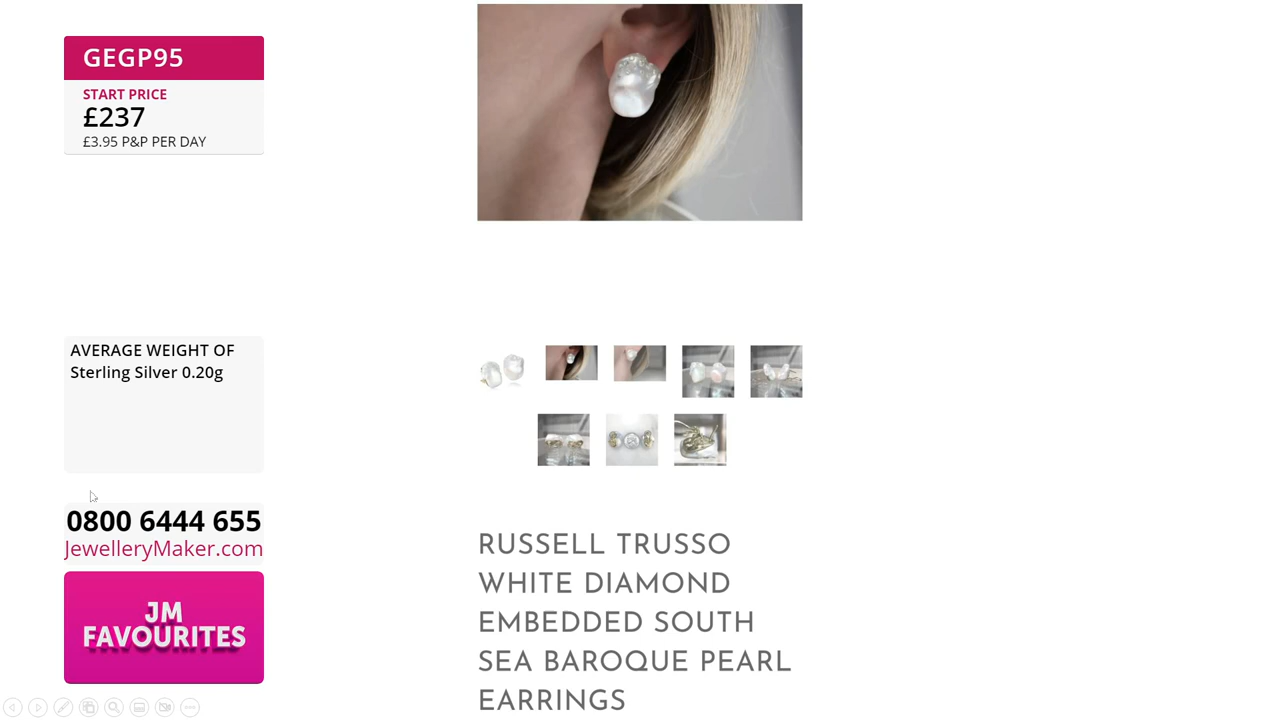 GEGP95
START PRICE
£237
£3.95 P&P PER DAY
AVERAGE WEIGHT OF
Sterling Silver 0.20g
0800 6444 655
JewelleryMaker.com
JM
FAVOURITES
RUSSELL TRUSSO
WHITE DIAMOND
EMBEDDED SOUTH
SEA BAROQUE PEARL
EARRINGS